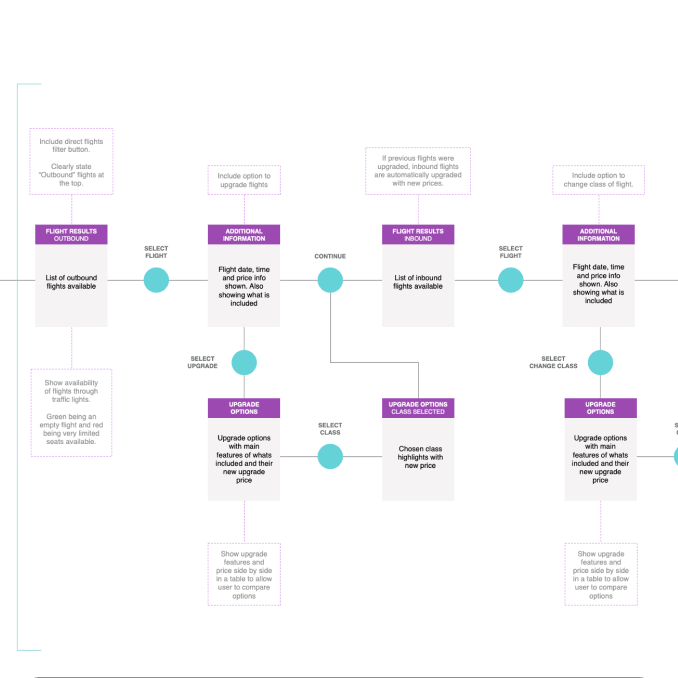 Include direct flights
filter button.
Clearly state
"Outbound" flights at
the top.
FLIGHT RESULTS
OUTBOUND
List of outbound
flights available
Show availability
of flights through
traffic lights.
Green being an
empty flight and red
being very limited
seats available.
SELECT
FLIGHT
Include option to
upgrade flights
ADDITIONAL
INFORMATION
Flight date, time
and price info
shown. Also
showing what is
included
SELECT
UPGRADE
UPGRADE
OPTIONS
Upgrade options
with main
features of whats
included and their
new upgrade
price
Show upgrade
features and
price side by side
in a table to allow
user to compare
options
SELECT
CLASS
CONTINUE
If previous flights were
upgraded, inbound flights
are automatically upgraded
with new prices.
FLIGHT RESULTS
INBOUND
List of inbound
flights available
UPGRADE OPTIONS
CLASS SELECTED
Chosen class
highlights with
new price
SELECT
FLIGHT
Include option to
change class of flight.
ADDITIONAL
INFORMATION
Flight date, time
and price info
shown. Also
showing what is
included
SELECT
CHANGE CLASS
UPGRADE
OPTIONS
Upgrade options
with main
features of whats
included and their
new upgrade
price
Show upgrade
features and
price side by side
in a table to allow
user to compare
options